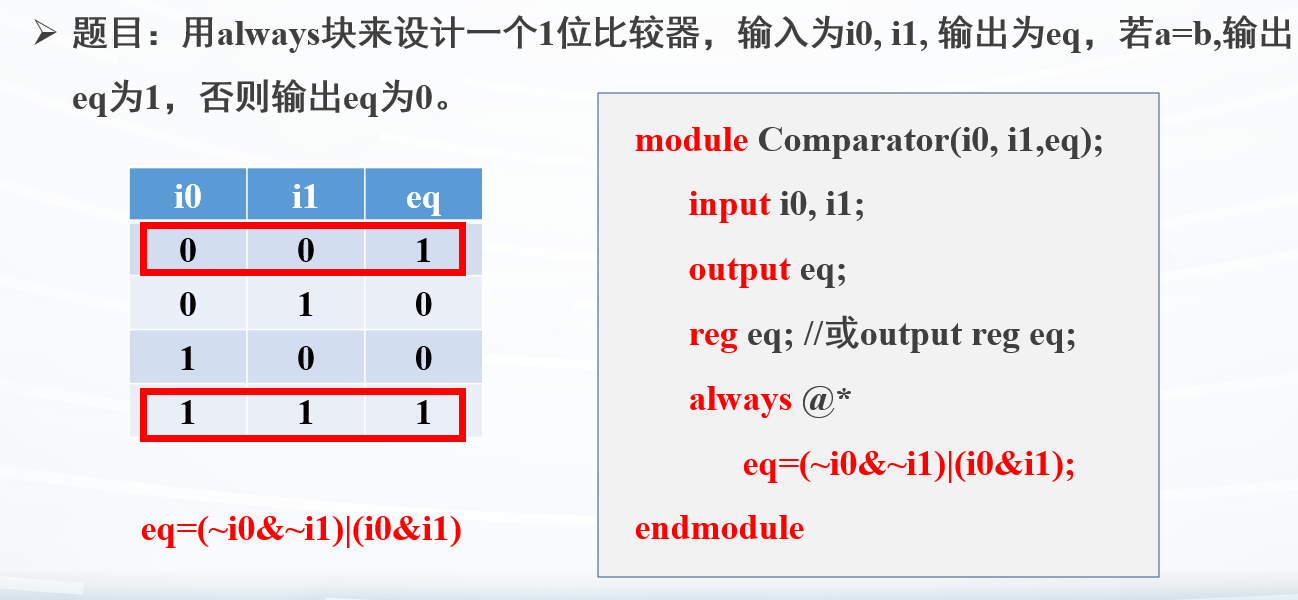 ➢ 题目：用always块来设计一个1位比较器，输入为i0, i1, 输出为eq，若a=b,输出
eq为1，否则输出eq为0。
i0 i1 eq
0 0 1
0 1 0
1 0 0
1 1 1
eq=(~i0&~i1)|(i0&i1)
module Comparator(i0, i1,eq);
input i0, i1;
output eq;
reg eq; //或output reg eq;
always @*
eq=(~i0&~i1)|(i0&i1);
endmodule